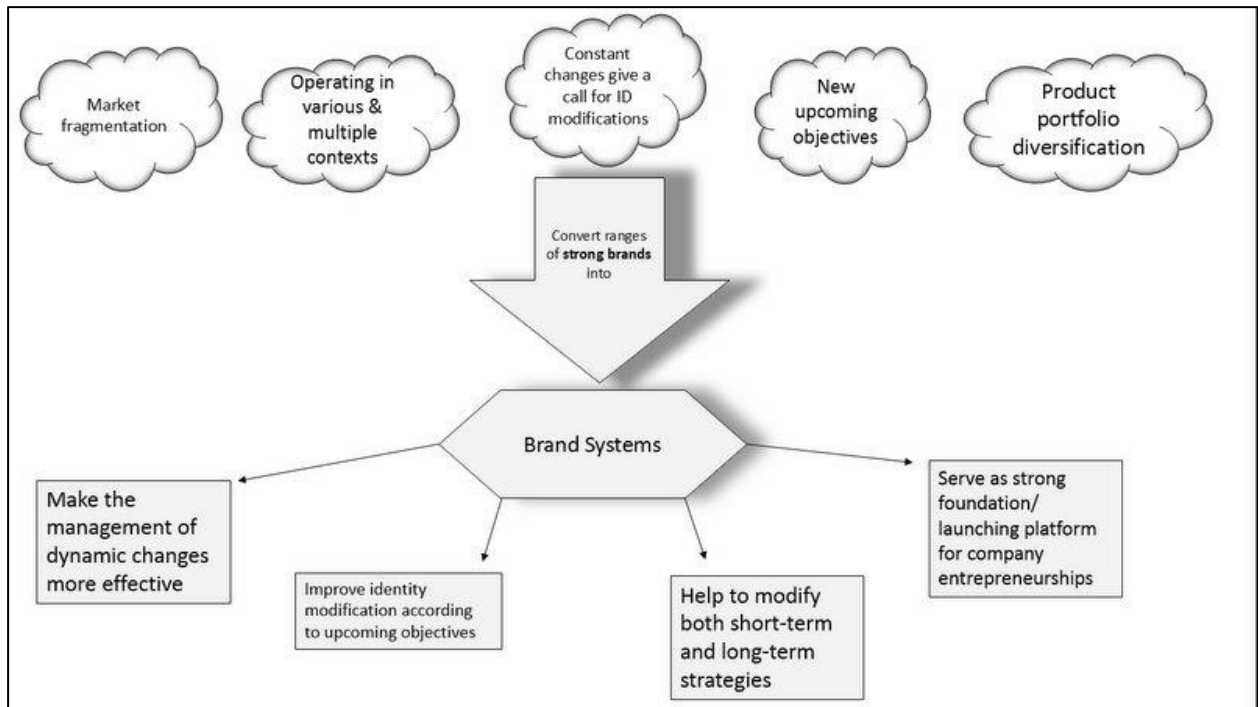 Market
fragmentation
Operating in
various & multiple
contexts
Constant
changes give a
call for ID
modifications
New
upcoming
objectives
Product
portfolio
diversification
Convert ranges
of strong brands
into
Brand Systems
Make the
management of
dynamic changes
more effective
Improve identity
modification according
to upcoming objectives
Help to modify
both short-term
and long-term
strategies
Serve as strong
foundation/
launching platform
for company
entrepreneurships